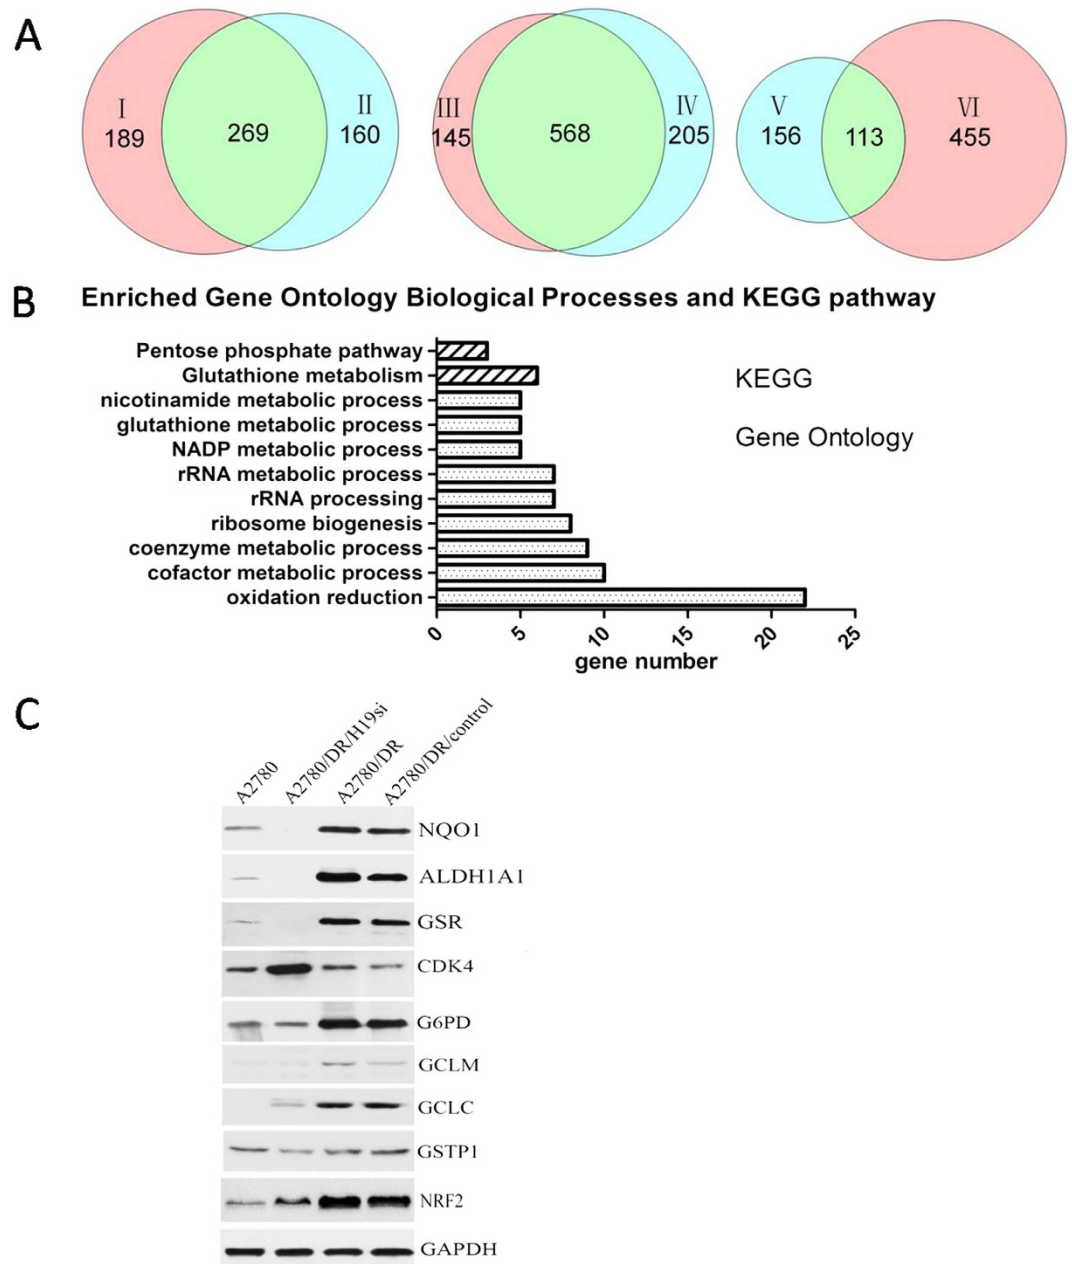 A
I
189
269
II
160
III
145
568
IV
205
V
156
113
VI
455
B
Enriched Gene Ontology Biological Processes and KEGG pathway
Pentose phosphate pathway
Glutathione metabolism
nicotinamide metabolic process
glutathione metabolic process
NADP metabolic process
rRNA metabolic process
rRNA processing
ribosome biogenesis
coenzyme metabolic process
cofactor metabolic process
oxidation reduction
KEGG
Gene Ontology
0 5 10 15 20 25
gene number
C
A2780
A2780/DR/H19si
A2780/DR
A2780/DR/control
NQO1
ALDH1A1
GSR
CDK4
G6PD
GCLM
GCLC
GSTP1
NRF2
GAPDH